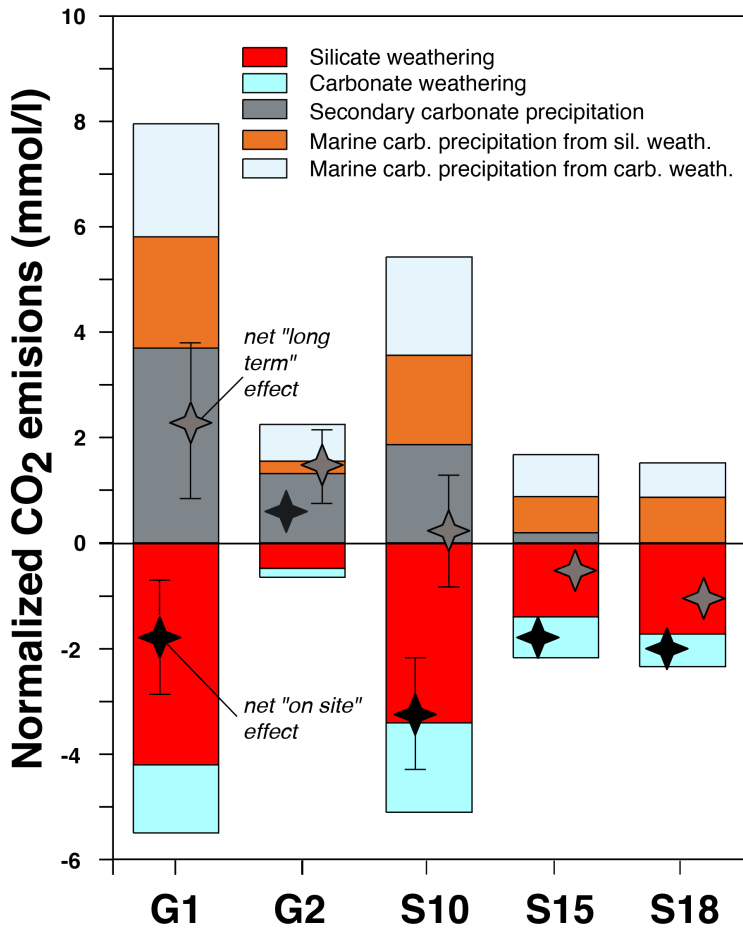 10
8
6
4
2
0
-2
-4
-6
Normalized CO2 emissions (mmol/l)
Silicate weathering
Carbonate weathering
Secondary carbonate precipitation
Marine carb. precipitation from sil. weath.
Marine carb. precipitation from carb. weath.
net "long
term"
effect
net "on site"
effect
G1 G2 S10 S15 S18